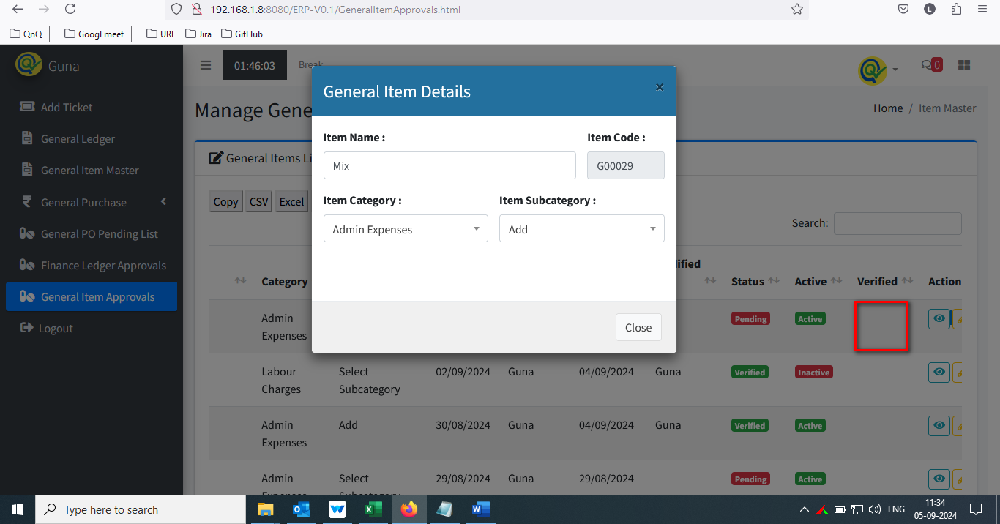 192.168.1.8:8080/ERP-V0.1/GeneralItemApprovals.html
L
QnQ
Googl meet
URL
Jira
GitHub
Guna
01:46:03
Break
0
Add Ticket
General Ledger
General Item Master
General Purchase
General PO Pending List
Finance Ledger Approvals
General Item Approvals
Logout
Manage Gene
Home / Item Master
General Items Li
Copy
CSV
Excel
Search:
General Item Details
×
Item Name :
Item Code :
Mix
G00029
Item Category :
Item Subcategory :
Admin Expenses
Add
Close
Category
ified
Status
Active
Verified
Action
Admin
Expenses
Pending
Active
Labour
Charges
Select
Subcategory
02/09/2024
Guna
04/09/2024
Guna
Verified
Inactive
Admin
Expenses
Add
30/08/2024
Guna
04/09/2024
Guna
Verified
Active
Admin
Select
29/08/2024
Guna
29/08/2024
Pending
Active
Type here to search
ENG
11:34
05-09-2024